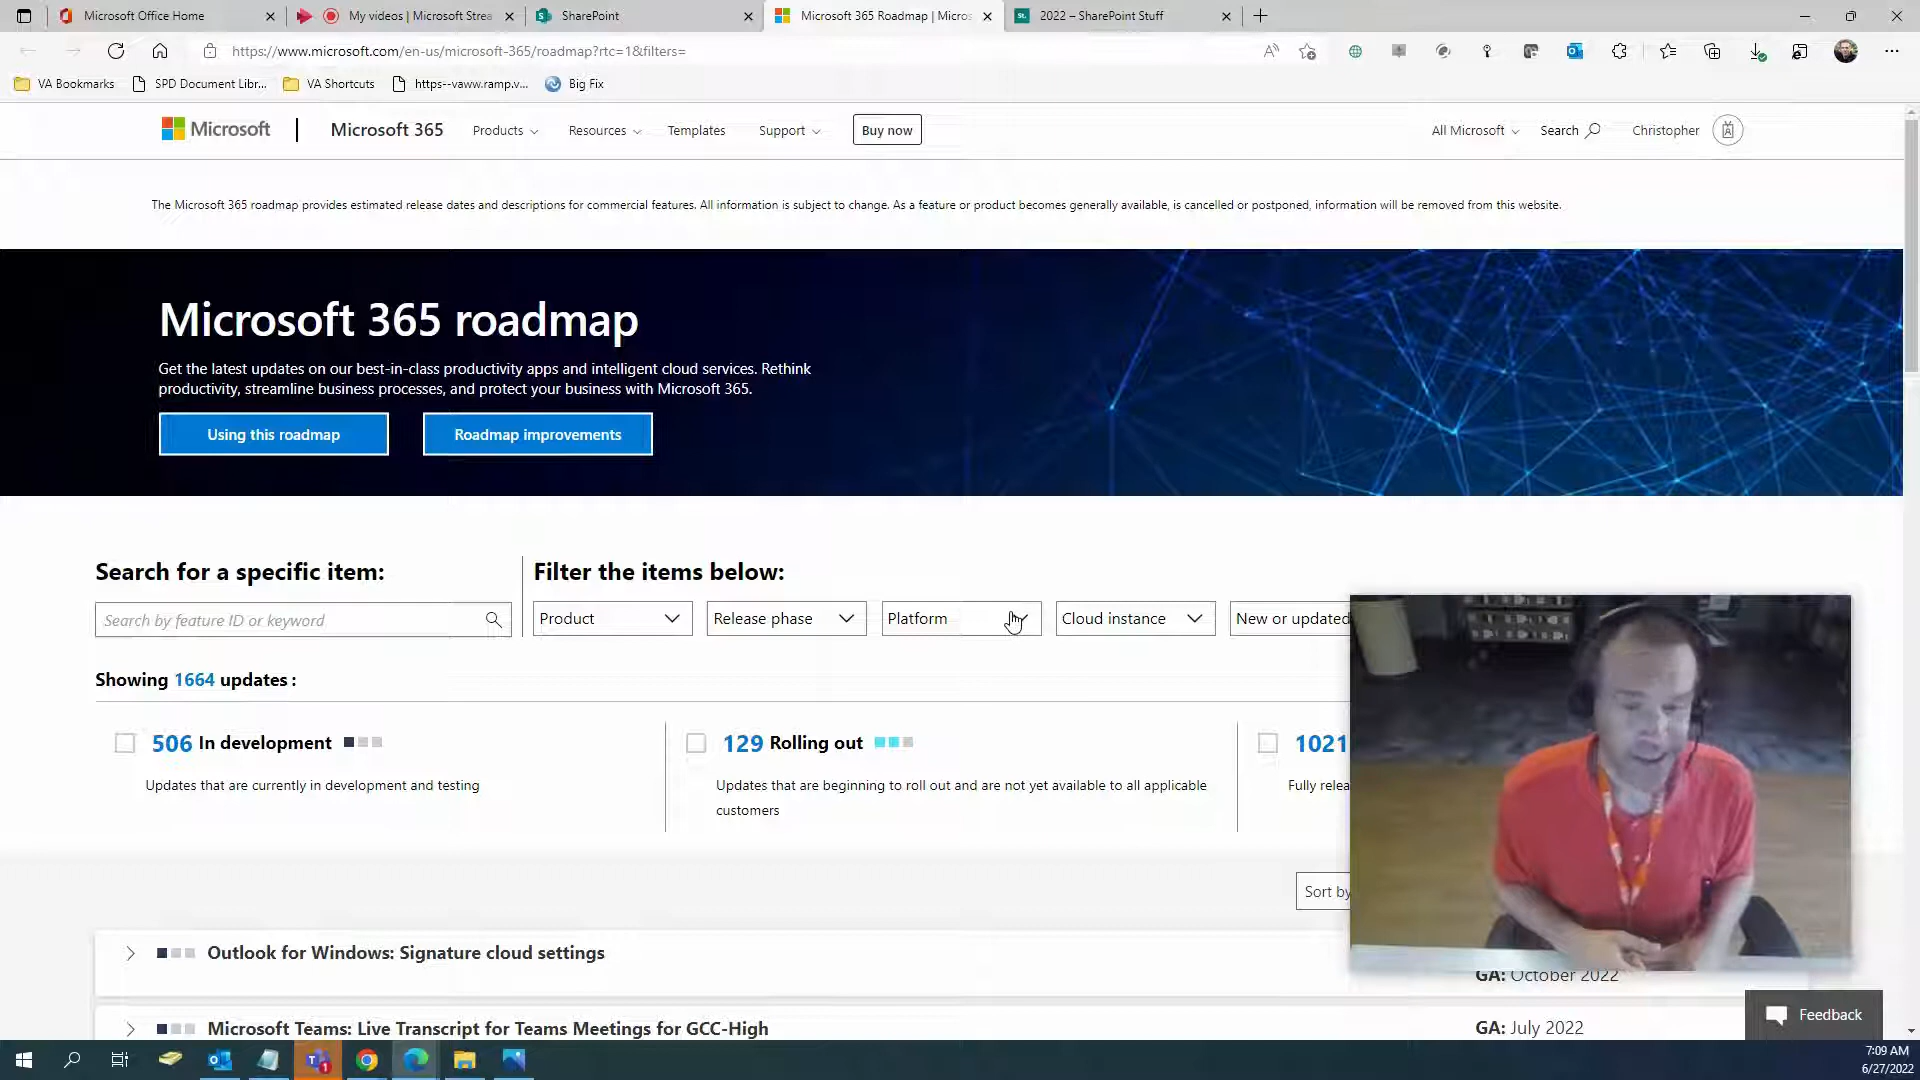 Microsoft Office Home
My videos | Microsoft Strea
SharePoint
Microsoft 365 Roadmap | Micros
2022 – SharePoint Stuff
https://www.microsoft.com/en-us/microsoft-365/roadmap?rtc=1&filters=
VA Bookmarks
SPD Document Libr...
VA Shortcuts
https--vaww.ramp.v...
Big Fix
Microsoft
Microsoft 365
Products
Resources
Templates
Support
Buy now
All Microsoft
Search
Christopher
The Microsoft 365 roadmap provides estimated release dates and descriptions for commercial features. All information is subject to change. As a feature or product becomes generally available, is cancelled or postponed, information will be removed from this website.
Microsoft 365 roadmap
Get the latest updates on our best-in-class productivity apps and intelligent cloud services. Rethink
productivity, streamline business processes, and protect your business with Microsoft 365.
Using this roadmap
Roadmap improvements
Search for a specific item:
Filter the items below:
Search by feature ID or keyword
Product
Release phase
Platform
Cloud instance
New or updated
Showing 1664 updates :
506 In development
129 Rolling out
1021
Updates that are currently in development and testing
Updates that are beginning to roll out and are not yet available to all applicable
customers
Fully relea
Sort by
Outlook for Windows: Signature cloud settings
GA: October 2022
Microsoft Teams: Live Transcript for Teams Meetings for GCC-High
GA: July 2022
Feedback
7:09 AM
6/27/2022